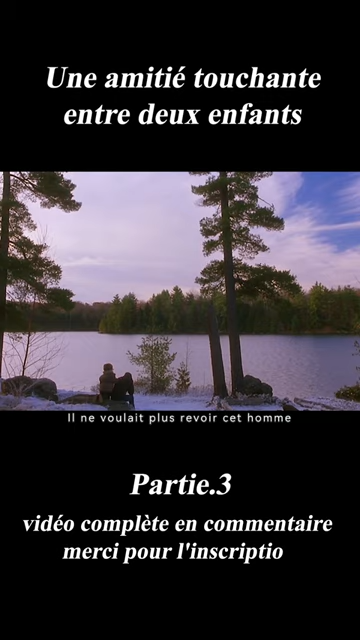 Une amitié touchante
entre deux enfants
Il ne voulait plus revoir cet homme
Partie.3
vidéo complète en commentaire
merci pour l'inscriptio